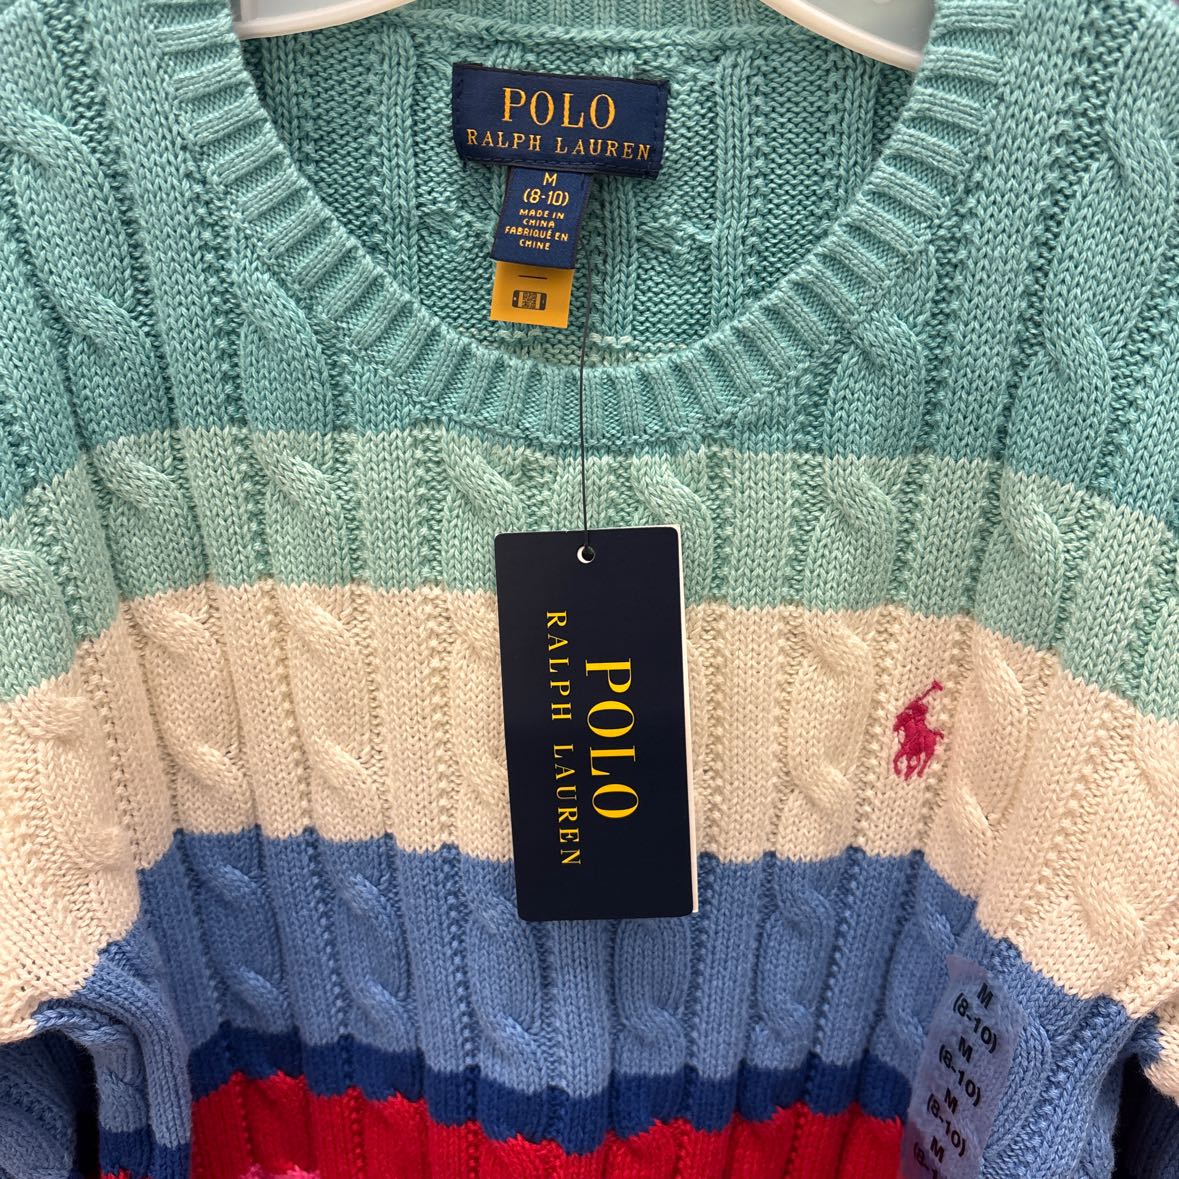 POLO
RALPH LAUREN
M
(8-10)
MADE IN
CHINA
FABRIQUÉ EN
CHINE
POLO
RALPH LAUREN
M
(8-10)
M
(8-10)
M
(8-10)
M